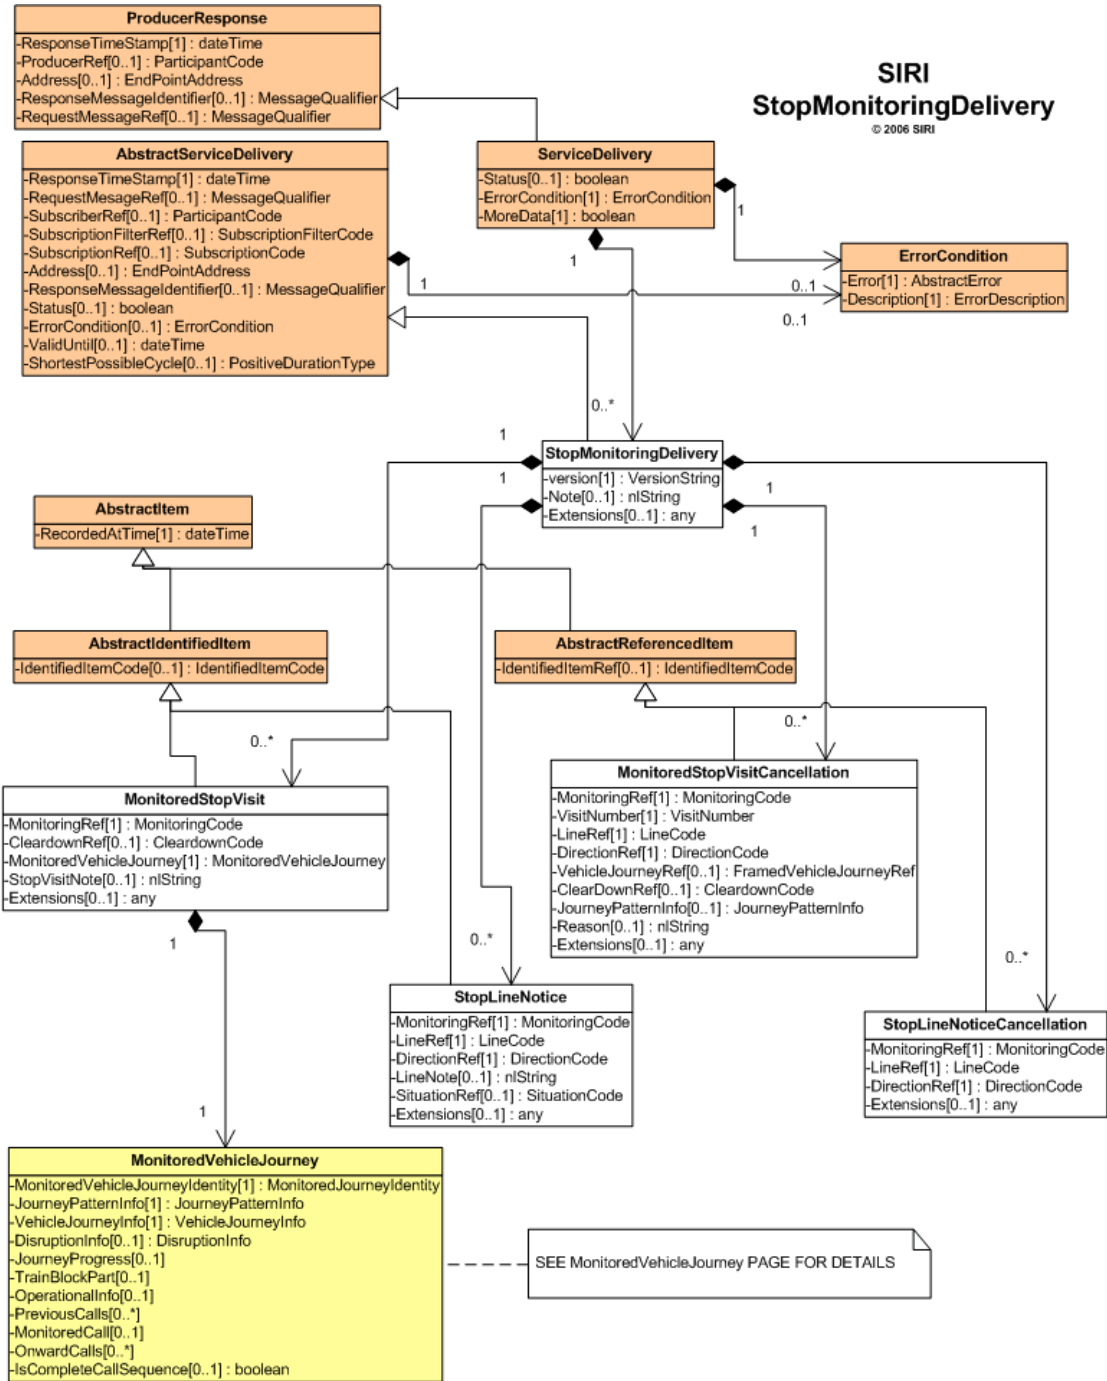 ProducerResponse
-ResponseTimeStamp[1] : dateTime
-ProducerRef[0..1] : ParticipantCode
-Address[0..1] : EndPointAddress
-ResponseMessageIdentifier[0..1] : MessageQualifier
-RequestMessageRef[0..1] : MessageQualifier
SIRI
StopMonitoringDelivery
© 2006 SIRI
AbstractServiceDelivery
-ResponseTimeStamp[1] : dateTime
-RequestMesageRef[0..1] : MessageQualifier
-SubscriberRef[0..1] : ParticipantCode
-SubscriptionFilterRef[0..1] : SubscriptionFilterCode
-SubscriptionRef[0..1] : SubscriptionCode
-Address[0..1] : EndPointAddress
-ResponseMessageIdentifier[0..1] : MessageQualifier
-Status[0..1] : boolean
-ErrorCondition[0..1] : ErrorCondition
-ValidUntil[0..1] : dateTime
-ShortestPossibleCycle[0..1] : PositiveDurationType
ServiceDelivery
-Status[0..1] : boolean
-ErrorCondition[1] : ErrorCondition
-MoreData[1] : boolean
1
1
ErrorCondition
-Error[1] : AbstractError
-Description[1] : ErrorDescription
1
0..1
0..1
0..*
1
StopMonitoringDelivery
-version[1] : VersionString
-Note[0..1] : nlString
-Extensions[0..1] : any
1
1
1
AbstractItem
-RecordedAtTime[1] : dateTime
AbstractIdentifiedItem
-IdentifiedItemCode[0..1] : IdentifiedItemCode
AbstractReferencedItem
-IdentifiedItemRef[0..1] : IdentifiedItemCode
0..*
0..*
MonitoredStopVisit
-MonitoringRef[1] : MonitoringCode
-CleardownRef[0..1] : CleardownCode
-MonitoredVehicleJourney[1] : MonitoredVehicleJourney
-StopVisitNote[0..1] : nlString
-Extensions[0..1] : any
MonitoredStopVisitCancellation
-MonitoringRef[1] : MonitoringCode
-VisitNumber[1] : VisitNumber
-LineRef[1] : LineCode
-DirectionRef[1] : DirectionCode
-VehicleJourneyRef[0..1] : FramedVehicleJourneyRef
-ClearDownRef[0..1] : CleardownCode
-JourneyPatternInfo[0..1] : JourneyPatternInfo
-Reason[0..1] : nlString
-Extensions[0..1] : any
1
0..*
0..*
StopLineNotice
-MonitoringRef[1] : MonitoringCode
-LineRef[1] : LineCode
-DirectionRef[1] : DirectionCode
-LineNote[0..1] : nlString
-SituationRef[0..1] : SituationCode
-Extensions[0..1] : any
StopLineNoticeCancellation
-MonitoringRef[1] : MonitoringCode
-LineRef[1] : LineCode
-DirectionRef[1] : DirectionCode
-Extensions[0..1] : any
1
MonitoredVehicleJourney
-MonitoredVehicleJourneyIdentity[1] : MonitoredJourneyIdentity
-JourneyPatternInfo[1] : JourneyPatternInfo
-VehicleJourneyInfo[1] : VehicleJourneyInfo
-DisruptionInfo[0..1] : DisruptionInfo
-JourneyProgress[0..1]
-TrainBlockPart[0..1]
-OperationalInfo[0..1]
-PreviousCalls[0..*]
-MonitoredCall[0..1]
-OnwardCalls[0..*]
-IsCompleteCallSequence[0..1] : boolean
SEE MonitoredVehicleJourney PAGE FOR DETAILS